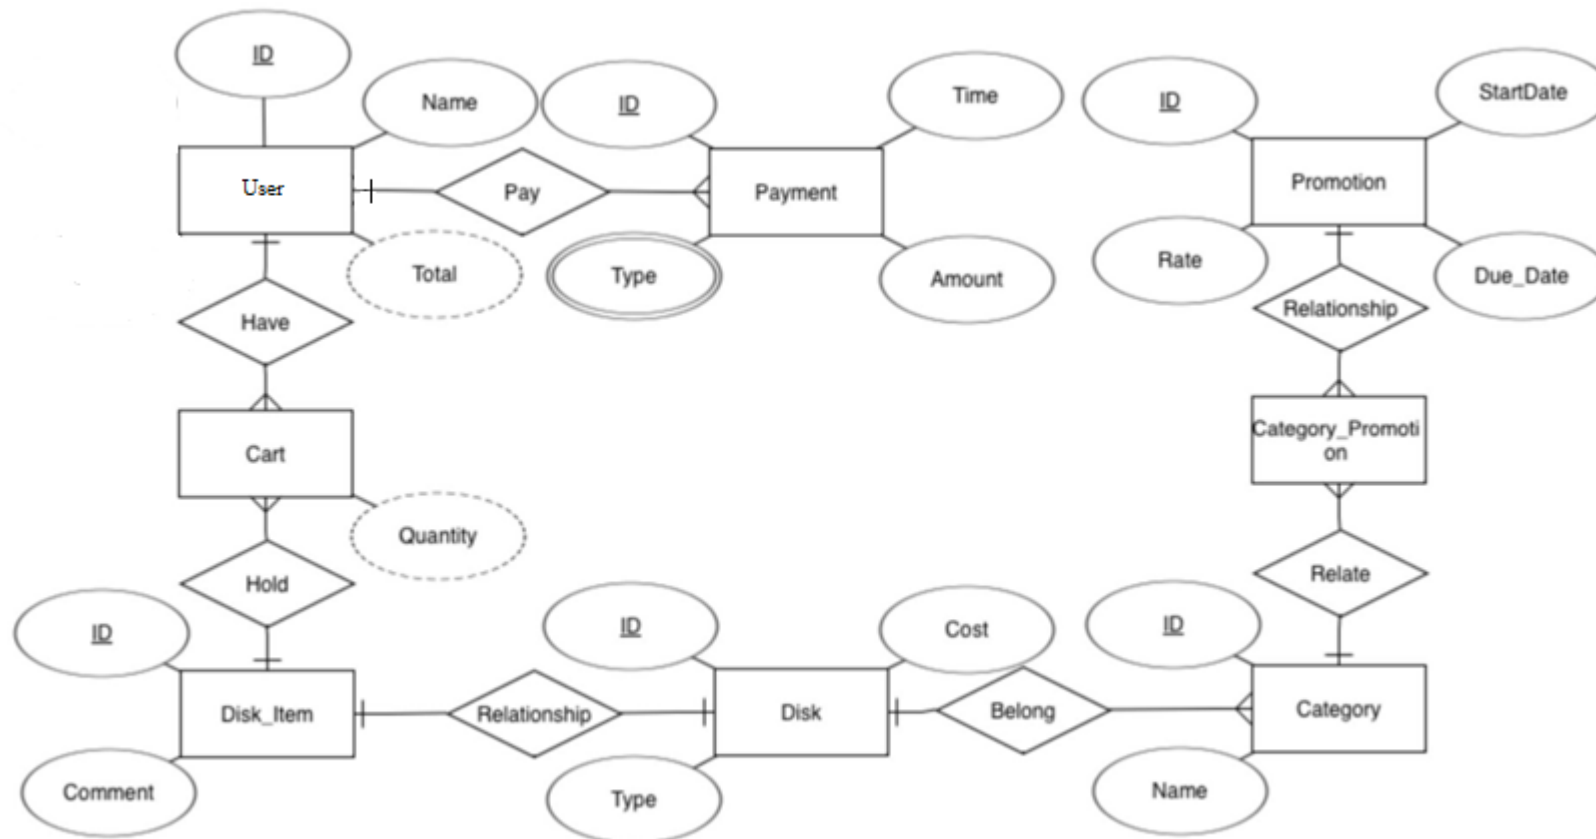 ID
Name
ID
Time
ID
StartDate
User
Pay
Payment
Promotion
Total
Type
Amount
Rate
Due_Date
Have
Relationship
Cart
Category_Promoti
on
Quantity
Hold
Relate
ID
ID
Cost
ID
Disk_Item
Relationship
Disk
Belong
Category
Comment
Type
Name